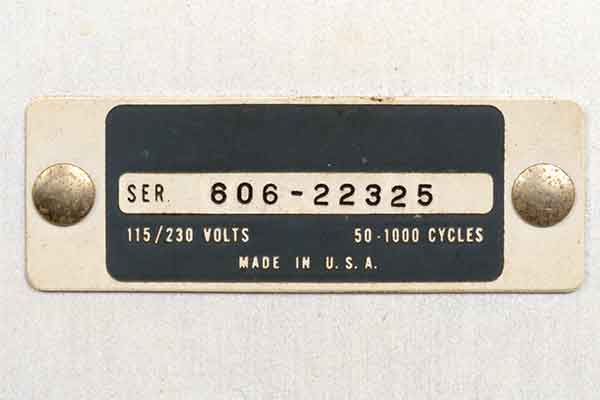 SER. 606-22325
115/230 VOLTS 50-1000 CYCLES
MADE IN U.S.A.